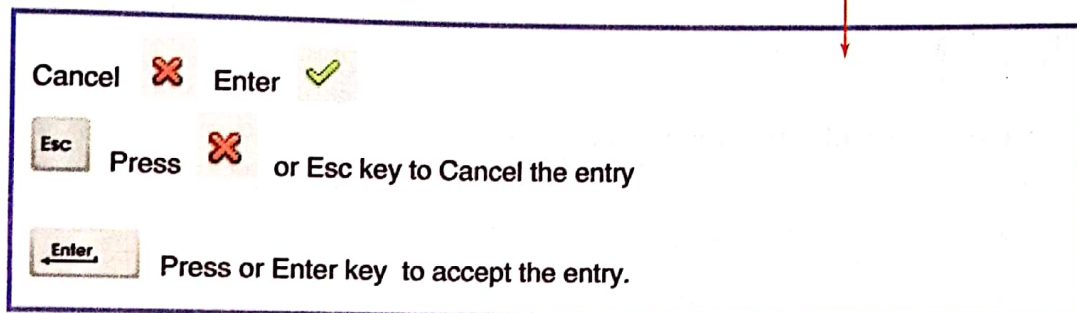 Cancel Enter
Esc Press or Esc key to Cancel the entry
Enter Press or Enter key to accept the entry.